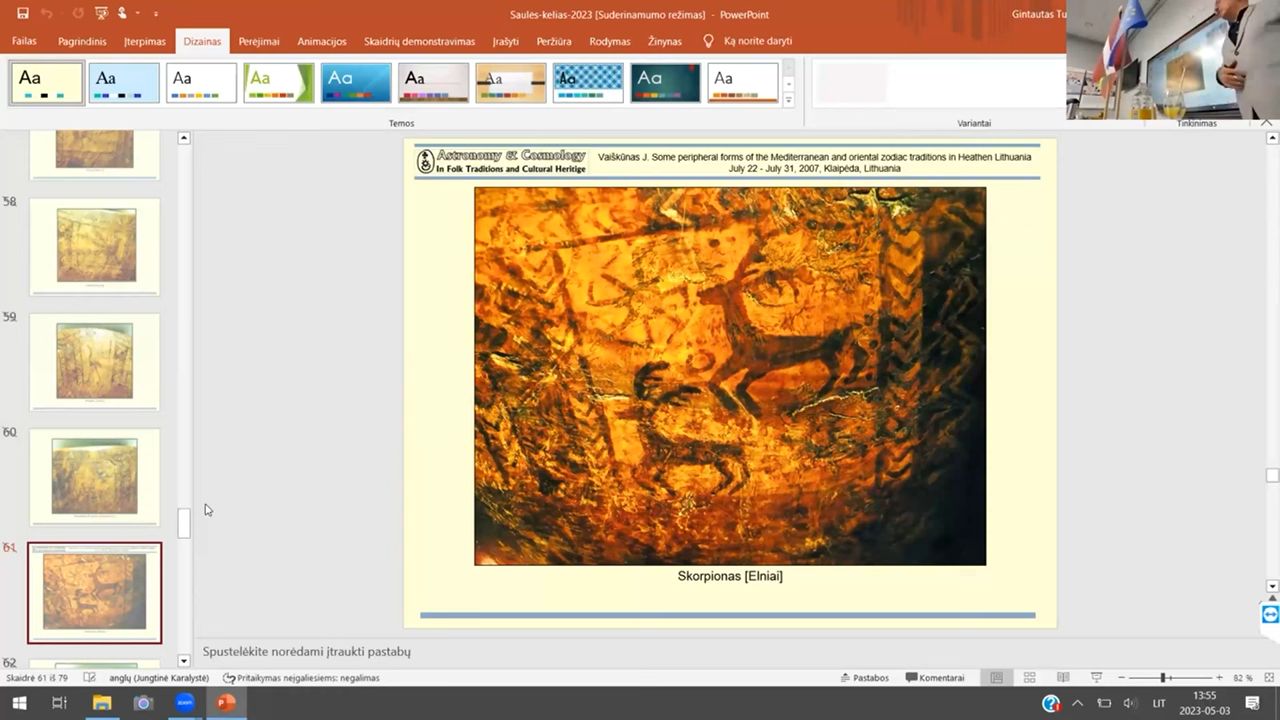 Saulės-kelias-2023 [Suderinamumo režimas] - PowerPoint
Gintautas Tu
Failas Pagrindinis Įterpimas Dizainas Perėjimai Animacijos Skaidrių demonstravimas Įrašyti Peržiūra Rodymas Žinynas Ką norite daryti
Aa Aa Aa Aa Aa Aa Aa Aa Aa Aa
Temos Variantai Tinkinimas
Astronomy & Cosmology
In Folk Traditions and Cultural Heritige
Vaiškūnas J. Some peripheral forms of the Mediterranean and oriental zodiac traditions in Heathen Lithuania
July 22 - July 31, 2007, Klaipėda, Lithuania
58
59
60
61
62
Skorpionas [Elniai]
Spustelėkite norėdami įtraukti pastabų
Skaidrė 61 iš 79 anglų (Jungtinė Karalystė) Pritaikymas neįgaliesiems: negalimas Pastabos Komentarai 82 %
LIT
13:55
2023-05-03